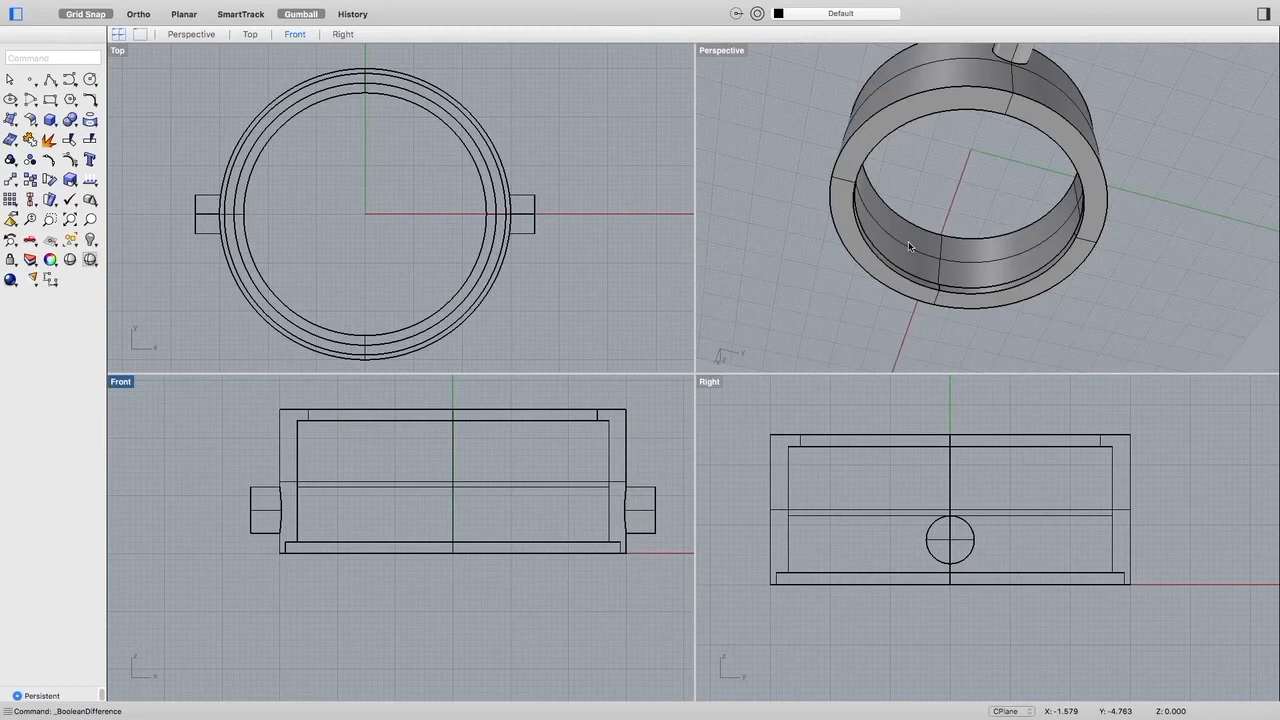 Grid Snap Ortho Planar SmartTrack Gumball History Default
Perspective Top Front Right
Command
Top
Perspective
y
x
y
z
Front
Right
z
x
z
y
Persistent
Command: _BooleanDifference
CPlane X: -1.579 Y: -4.763 Z: 0.000